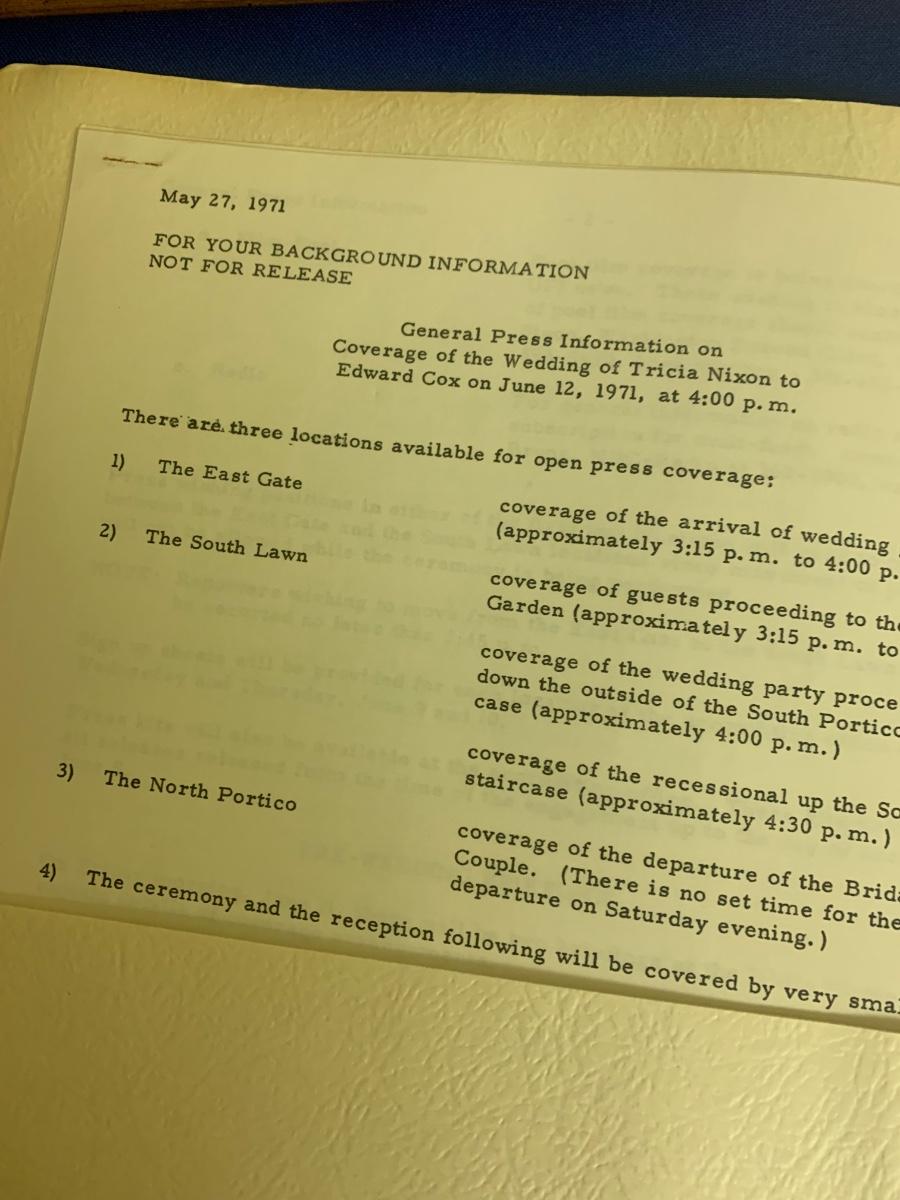 May 27, 1971
FOR YOUR BACKGROUND INFORMATION
NOT FOR RELEASE
General Press Information on
Coverage of the Wedding of Tricia Nixon to
Edward Cox on June 12, 1971, at 4:00 p. m.
There are three locations available for open press coverage:
1) The East Gate
coverage of the arrival of wedding
(approximately 3:15 p. m. to 4:00 p.
2) The South Lawn
coverage of guests proceeding to
Garden (approximately 3:15 p. m. to
coverage of the wedding party
down the outside of the South Portico
case (approximately 4:00 p. m. )
coverage of the recessional up the
staircase (approximately 4:30 p. m. )
3) The North Portico
coverage of the departure of the
Couple. (There is no set time for the
departure on Saturday evening. )
4) The ceremony and the reception following will be covered by very